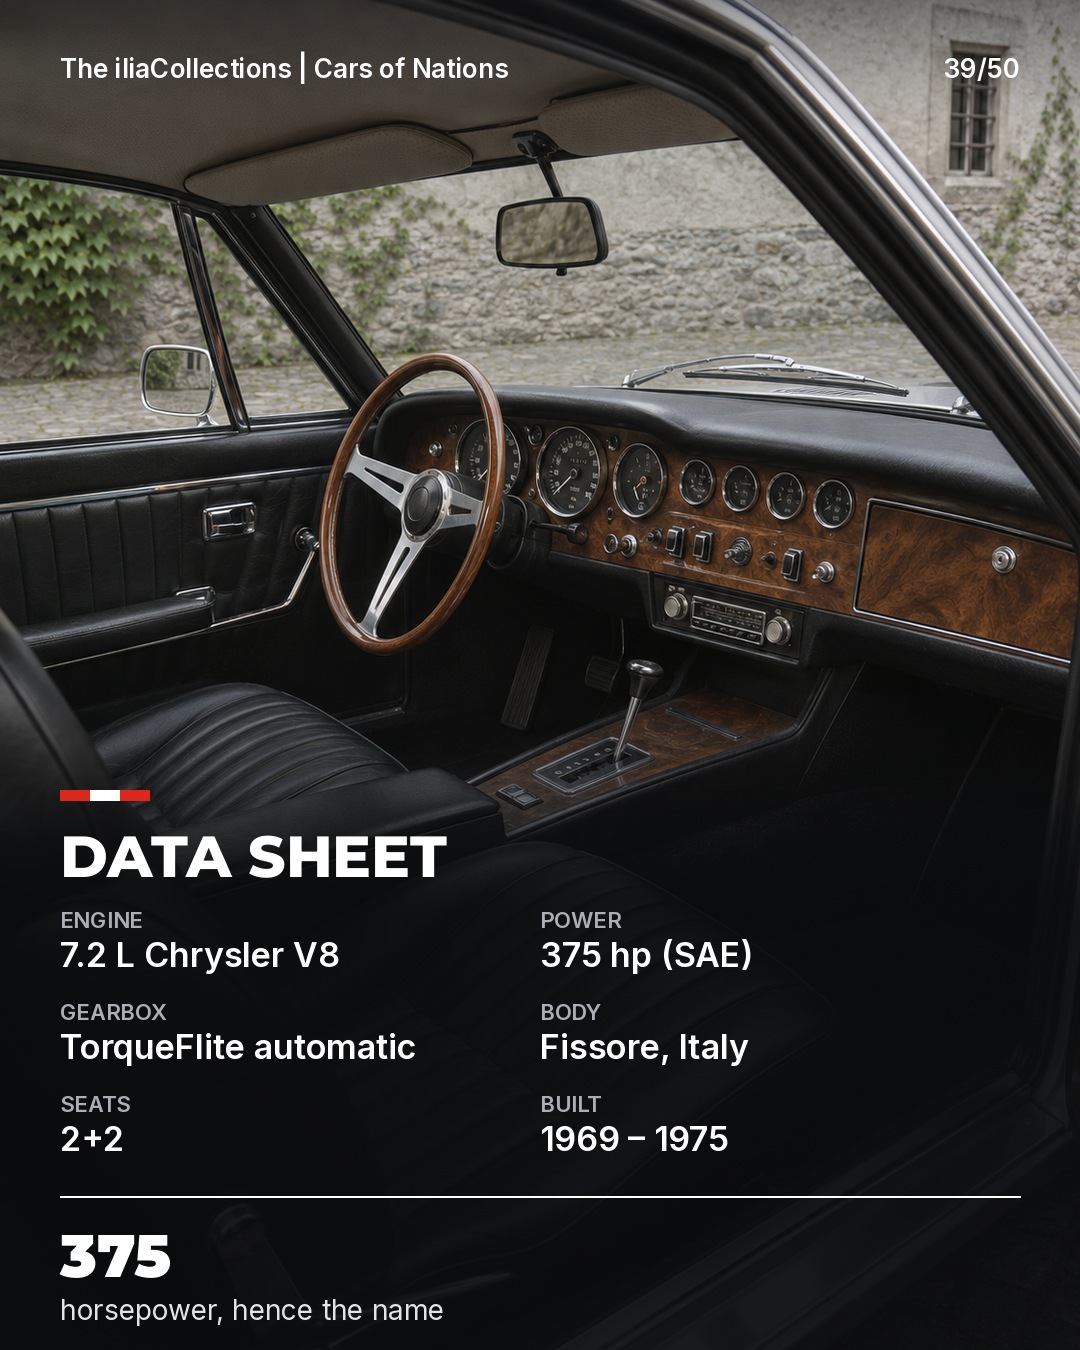 The iliaCollections | Cars of Nations
39/50
DATA SHEET
ENGINE
7.2 L Chrysler V8
POWER
375 hp (SAE)
GEARBOX
TorqueFlite automatic
BODY
Fissore, Italy
SEATS
2+2
BUILT
1969 – 1975
375
horsepower, hence the name